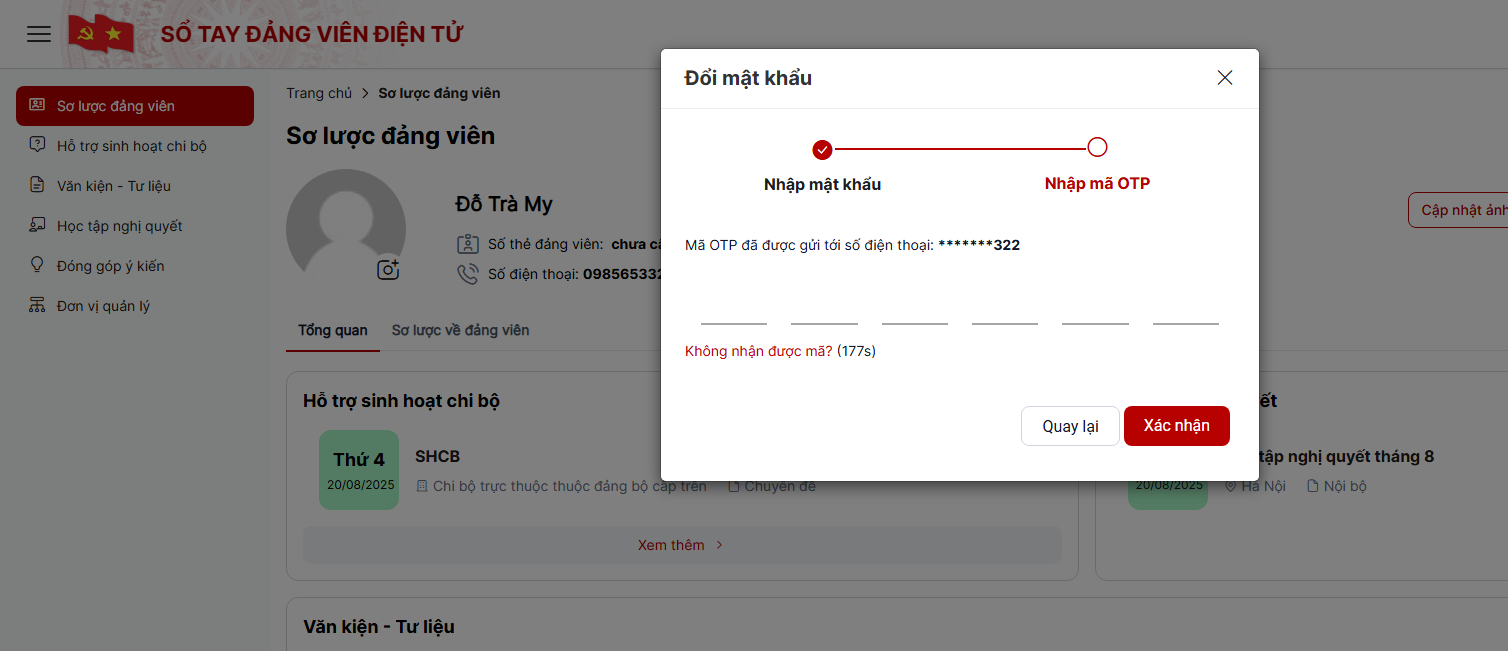 SỔ TAY ĐẢNG VIÊN ĐIỆN TỬ
Sơ lược đảng viên
Hỗ trợ sinh hoạt chi bộ
Văn kiện - Tư liệu
Học tập nghị quyết
Đóng góp ý kiến
Đơn vị quản lý
Trang chủ > Sơ lược đảng viên
Sơ lược đảng viên
Đỗ Trà My
Số thẻ đảng viên: chưa
Số điện thoại: 098565332
Cập nhật ảnh
Tổng quan Sơ lược về đảng viên
Hỗ trợ sinh hoạt chi bộ
Thứ 4
20/08/2025
SHCB
Chi bộ trực thuộc thuộc đảng bộ cấp trên Chuyên đề
Xem thêm >
tập nghị quyết tháng 8
20/08/2025
Hà Nội Nội bộ
Văn kiện - Tư liệu
Đổi mật khẩu
Nhập mật khẩu
Nhập mã OTP
Mã OTP đã được gửi tới số điện thoại: *******322
Không nhận được mã? (177s)
Quay lại
Xác nhận